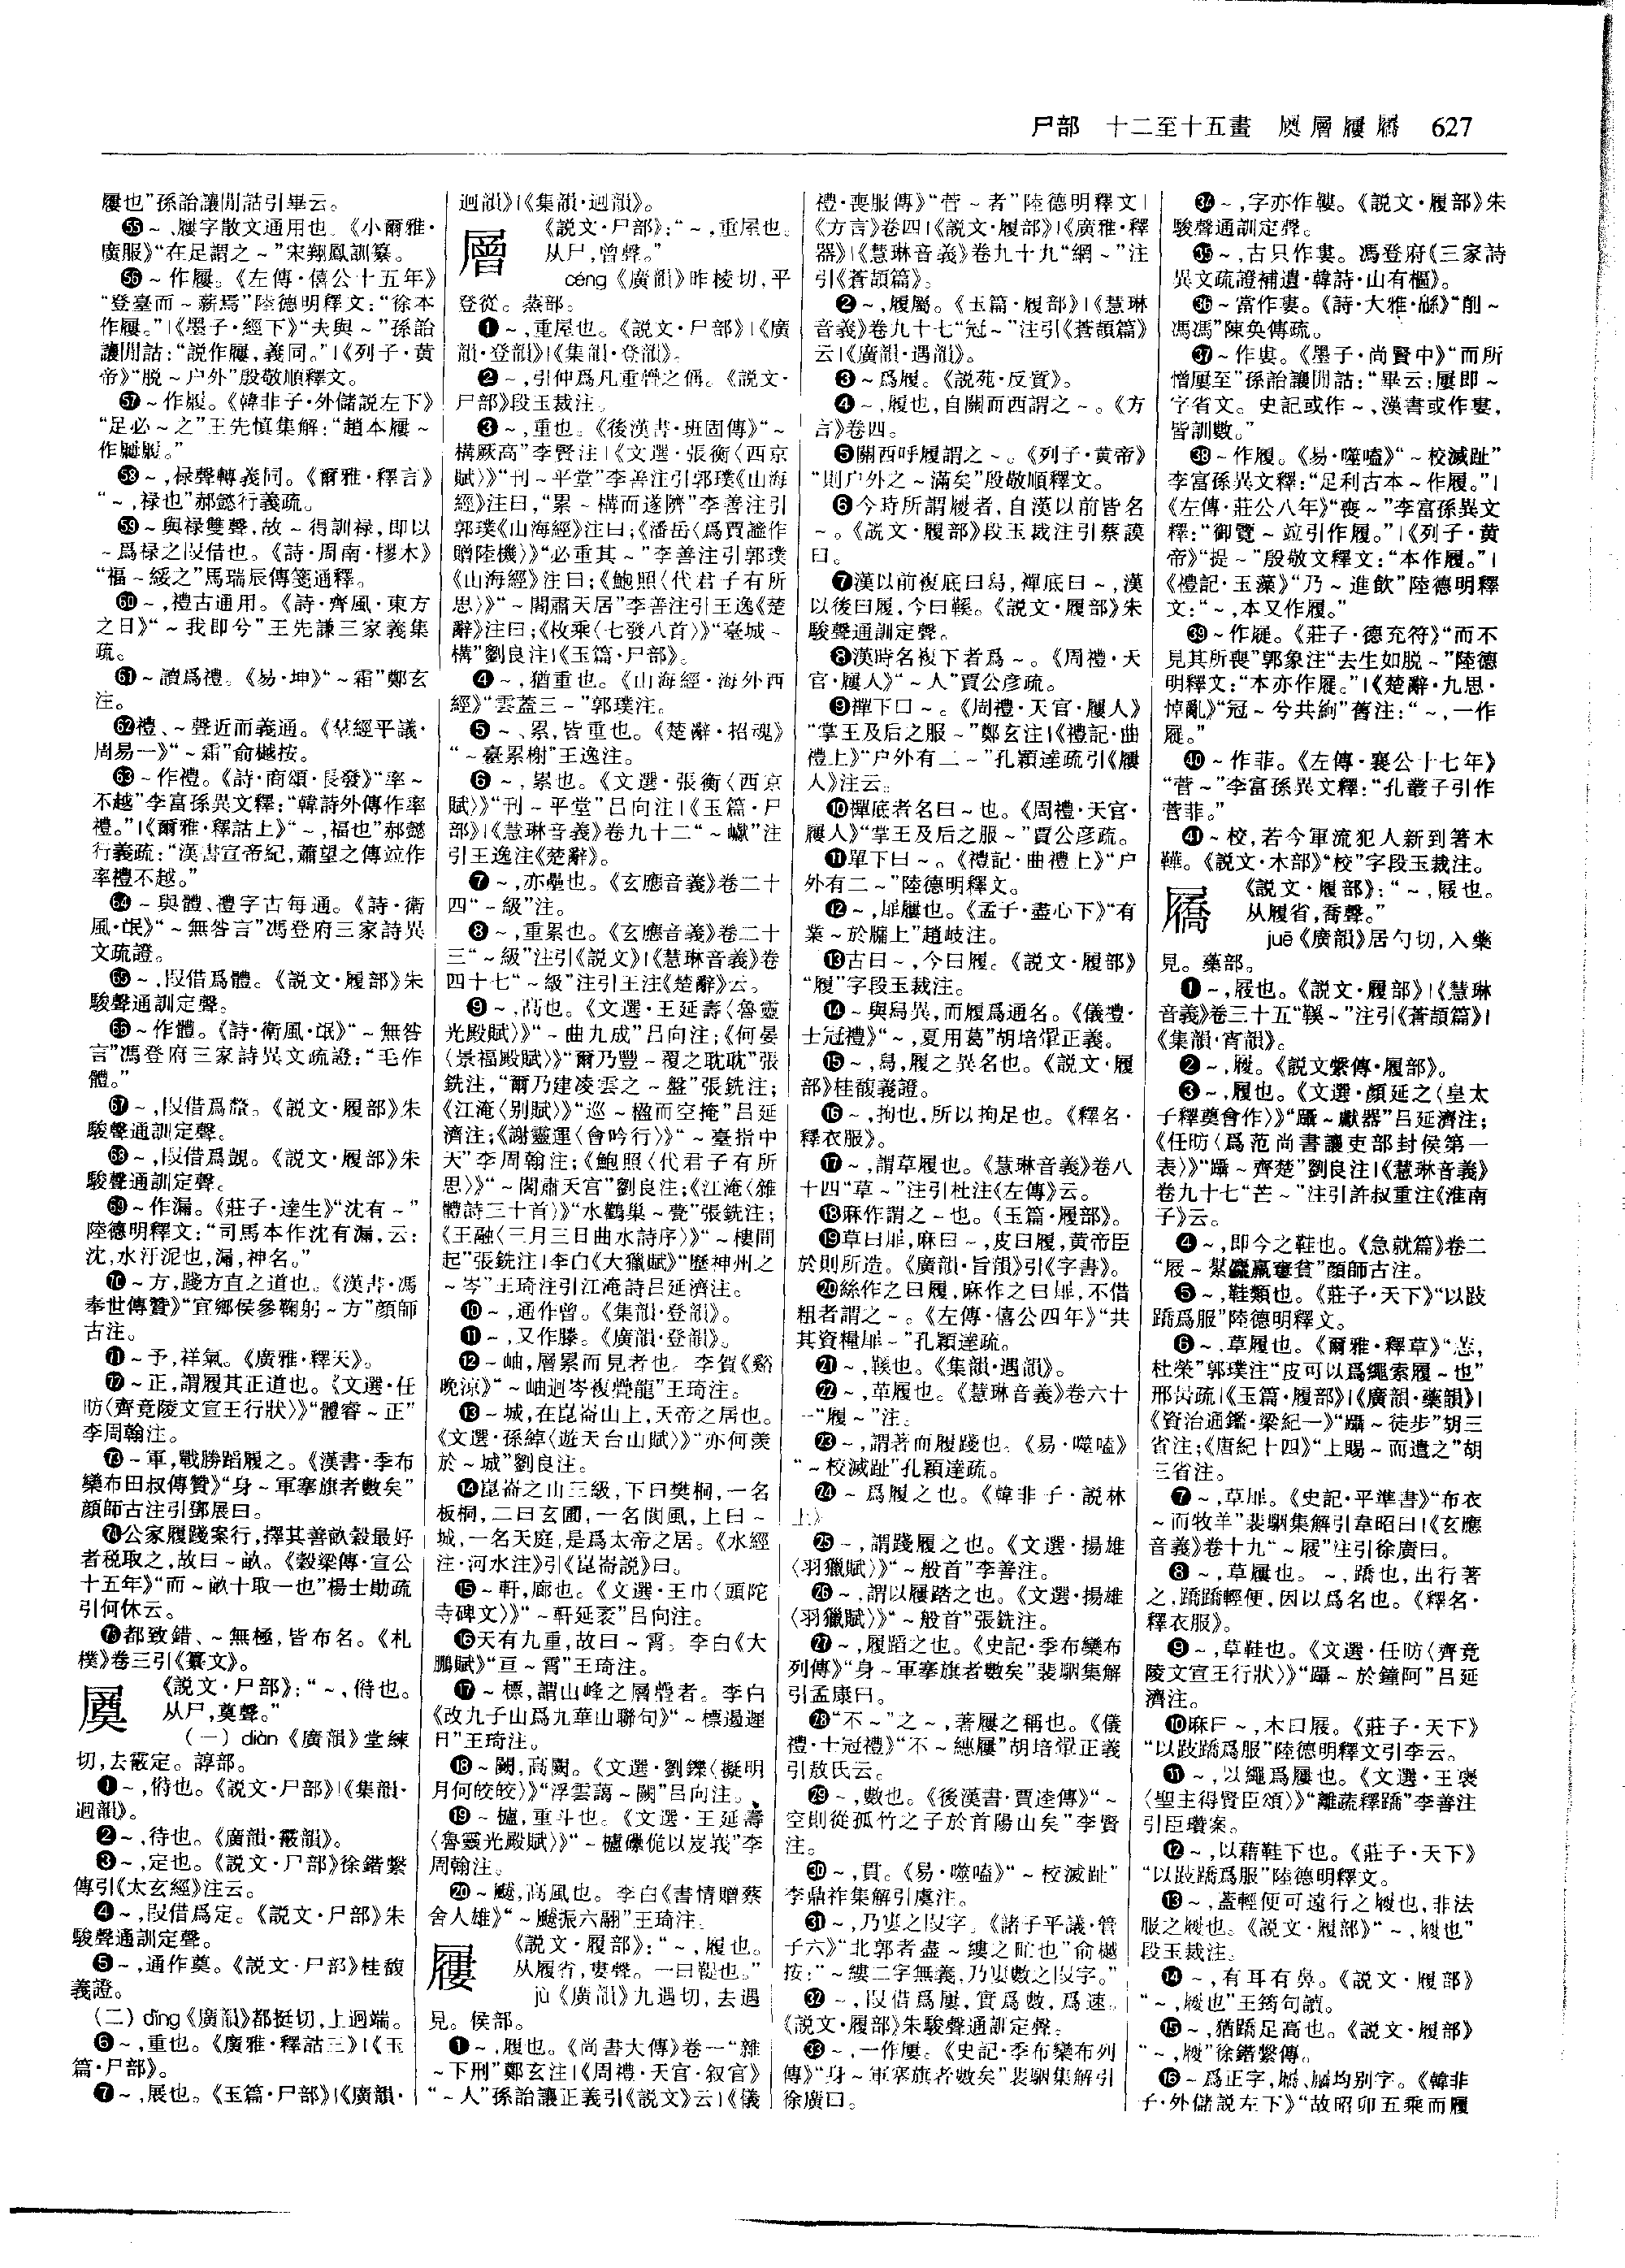 尸部　十二至十五畫　屪層屨屩　627
屨也”孫詒讓閒詁引畢云。
55～、屨字散文通用也。《小爾雅·
廣服》“在足謂之～”宋翔鳳訓纂。
56～作屨。《左傳·僖公十五年》
“登臺而～薪焉”陸德明釋文：“徐本
作屨。”|《墨子·經下》“夫與～”孫詒
讓閒詁：“説作屨，義同。”|《列子·黄
帝》“脱～户外”殷敬順釋文。
57～作屐。《韓非子·外儲説左下》
“足必～之”王先慎集解：“趙本屨～
58～，禄聲轉義同。《爾雅·釋言》
“～，禄也”郝懿行義疏。
59～與禄雙聲，故～得訓禄，即以
～爲禄之叚借也。《詩·周南·樛木》
“福～綏之”馬瑞辰傳箋通釋。
60～，禮古通用。《詩·齊風·東方
之日》“～我即兮”王先謙三家義集
疏。
61～讀爲禮。《易·坤》“～霜”鄭玄
注。
62禮、～聲近而義通。《羣經平議·
周易一》“～霜”俞樾按。
63～作禮。《詩·商頌·長發》“率～
不越”李富孫異文釋：“韓詩外傳作率
禮。”|《爾雅·釋詁上》“～，福也”郝懿
行義疏：“漢書宣帝紀，蕭望之傳竝作
率禮不越。”
64～與體、禮字古每通。《詩·衛
風·氓》“～無咎言”馮登府三家詩異
文疏證。
65～，叚借爲體。《説文·履部》朱
駿聲通訓定聲。
66～作體。《詩·衛風·氓》“～無咎
言”馮登府三家詩異文疏證：“毛作
體。”
67～，叚借爲釐。《説文·履部》朱
駿聲通訓定聲。
68～，叚借爲覶。《説文·履部》朱
駿聲通訓定聲。
69～作漏。《莊子·達生》“沈有～”
陸德明釋文：“司馬本作沈有漏，云：
沈，水汙泥也，漏，神名。”
70～方，踐方直之道也。《漢書·馮
奉世傳贊》“宜鄉侯參鞠躬～方”顔師
古注。
71～予，祥氣。《廣雅·釋天》。
72～正，謂履其正道也。《文選·任
昉〈齊竟陵文宣王行狀〉》“體睿～正”
李周翰注。
73～軍，戰勝蹈履之。《漢書·季布
欒布田叔傳贊》“身～軍搴旗者數矣”
顔師古注引鄧展曰。
74公家履踐案行，擇其善畝穀最好
者税取之，故曰～畝。《穀梁傳·宣公
十五年》“而～畝十取一也”楊士勛疏
引何休云。
75都致錯、～無極，皆布名。《札
樸》卷三引《纂文》。
《説文·尸部》：“～，偫也。
从尸，奠聲。”
（一）diàn《廣韻》堂練
切，去霰定。諄部。
❶～，偫也。《説文·尸部》|《集韻·
迥韻》。
❷～，待也。《廣韻·霰韻》。
❸～，定也。《説文·尸部》徐鍇繫
傳引《太玄經》注云。
❹～，叚借爲定。《説文·尸部》朱
駿聲通訓定聲。
❺～，通作奠。《説文·尸部》桂馥
義證。
（二）dǐng《廣韻》都挺切，上迥端。
❻～，重也。《廣雅·釋詁三》|《玉
篇·尸部》。
❼～，展也。《玉篇·尸部》|《廣韻·
迥韻》|《集韻·迥韻》。
層　《説文·尸部》：“～，重屋也。
从尸，曾聲。”
céng《廣韻》昨棱切，平
登從。蒸部。
❶～，重屋也。《説文·尸部》|《廣
韻·登韻》|《集韻·登韻》。
❷～，引伸爲凡重疊之偁。《説文·
尸部》段玉裁注。
❸～，重也。《後漢書·班固傳》“～
構厥高”李賢注|《文選·張衡〈西京
賦〉》“刊～平堂”李善注引郭璞《山海
經》注曰，“累～構而遂隮”李善注引
郭璞《山海經》注曰；《潘岳〈爲賈謐作
贈陸機〉》“必重其～”李善注引郭璞
《山海經》注曰；《鮑照〈代君子有所
思〉》“～閣肅天居”李善注引王逸《楚
辭》注曰；《枚乘〈七發八首〉》“臺城～
構”劉良注|《玉篇·尸部》。
❹～，猶重也。《山海經·海外西
經》“雲蓋三～”郭璞注。
❺～、累，皆重也。《楚辭·招魂》
“～臺累榭”王逸注。
❻～，累也。《文選·張衡〈西京
賦〉》“刊～平堂”吕向注|《玉篇·尸
部》|《慧琳音義》卷九十二“～巘”注
引王逸注《楚辭》。
❼～，亦疊也。《玄應音義》卷二十
四“～級”注。
❽～，重累也。《玄應音義》卷二十
三“～級”注引《説文》|《慧琳音義》卷
四十七“～級”注引王注《楚辭》云。
❾～，高也。《文選·王延壽〈魯靈
光殿賦〉》“～曲九成”吕向注；《何晏
〈景福殿賦〉》“爾乃豐～覆之耽耽”張
銑注，“爾乃建凌雲之～盤”張銑注；
《江淹〈别賦〉》“巡～楹而空掩”吕延
濟注；《謝靈運〈會吟行〉》“～臺指中
天”李周翰注；《鮑照〈代君子有所
思〉》“～閣肅天宫”劉良注；《江淹〈雜
體詩三十首〉》“水鸛巢～甍”張銑注；
《王融〈三月三日曲水詩序〉》“～樓間
起”張銑注|李白《大獵賦》“歷神州之
～岑”王琦注引江淹詩吕延濟注。
❿～，通作曾。《集韻·登韻》。
⓫～，又作㬺。《廣韻·登韻》。
⓬～岫，層累而見者也。李賀《谿
晚涼》“～岫迴岑複疊龍”王琦注。
⓭～城，在崑崙山上，天帝之居也。
《文選·孫綽〈遊天台山賦〉》“亦何羡
於～城”劉良注。
⓮崑崙之山三級，下曰樊桐，一名
板桐，二曰玄圃，一名閬風，上曰～
城，一名天庭，是爲太帝之居。《水經
注·河水注》引《崑崙説》曰。
⓯～軒，廊也。《文選·王巾〈頭陀
寺碑文〉》“～軒延袤”吕向注。
⓰天有九重，故曰～霄。李白《大
鵬賦》“亘～霄”王琦注。
⓱～標，謂山峰之層疊者。李白
《改九子山爲九華山聯句》“～標遏遲
日”王琦注。
⓲～闕，高闕。《文選·劉鑠〈擬明
月何皎皎〉》“浮雲藹～闕”吕向注。
⓳～櫨，重斗也。《文選·王延壽
〈魯靈光殿賦〉》“～櫨磥佹以岌峩”李
周翰注。
⓴～飈，高風也。李白《書情贈蔡
舍人雄》“～飈振六翮”王琦注。
屨　《説文·履部》：“～，履也。
从履省，婁聲。一曰鞮也。”
jù《廣韻》九遇切，去遇
見。侯部。
❶～，履也。《尚書大傳》卷一“雜
～下刑”鄭玄注|《周禮·天官·叙官》
“～人”孫詒讓正義引《説文》云|《儀
禮·喪服傳》“菅～者”陸德明釋文|
《方言》卷四|《説文·履部》|《廣雅·釋
器》|《慧琳音義》卷九十九“網～”注
引《蒼頡篇》。
❷～，履屬。《玉篇·履部》|《慧琳
音義》卷九十七“冠～”注引《蒼頡篇》
云|《廣韻·遇韻》。
❸～爲履。《説苑·反質》。
❹～，履也，自關而西謂之～。《方
言》卷四。
❺關西呼履謂之～。《列子·黄帝》
“則户外之～滿矣”殷敬順釋文。
❻今時所謂履者，自漢以前皆名
～。《説文·履部》段玉裁注引蔡謨
曰。
❼漢以前複底曰舄，襌底曰～，漢
以後曰履，今曰鞵。《説文·履部》朱
駿聲通訓定聲。
❽漢時名複下者爲～。《周禮·天
官·屨人》“～人”賈公彦疏。
❾襌下曰～。《周禮·天官·屨人》
“掌王及后之服～”鄭玄注|《禮記·曲
禮上》“户外有二～”孔穎達疏引《屨
人》注云。
❿襌底者名曰～也。《周禮·天官·
屨人》“掌王及后之服～”賈公彦疏。
⓫單下曰～。《禮記·曲禮上》“户
外有二～”陸德明釋文。
⓬～，扉屨也。《孟子·盡心下》“有
業～於牖上”趙岐注。
⓭古曰～，今曰履。《説文·履部》
“履”字段玉裁注。
⓮～與舄異，而履爲通名。《儀禮·
士冠禮》“～，夏用葛”胡培翬正義。
⓯～，舄，履之異名也。《説文·履
部》桂馥義證。
⓰～，拘也，所以拘足也。《釋名·
釋衣服》。
⓱～，謂草履也。《慧琳音義》卷八
十四“草～”注引杜注《左傳》云。
⓲麻作謂之～也。《玉篇·履部》。
⓳草曰扉，麻曰～，皮曰履，黄帝臣
於則所造。《廣韻·旨韻》引《字書》。
⓴絲作之曰履，麻作之曰扉，不借
粗者謂之～。《左傳·僖公四年》“共
其資糧扉～”孔穎達疏。
21～，鞵也。《集韻·遇韻》。
22～，革履也。《慧琳音義》卷六十
一“履～”注。
23～，謂著而履踐也。《易·噬嗑》
“～校滅趾”孔穎達疏。
24～爲履之也。《韓非子·説林
上》
25～，謂踐履之也。《文選·揚雄
〈羽獵賦〉》“～般首”李善注。
26～，謂以履踏之也。《文選·揚雄
〈羽獵賦〉》“～般首”張銑注。
27～，履蹈之也。《史記·季布欒布
列傳》“身～軍搴旗者數矣”裴駰集解
引孟康曰。
28“不～”之～，著屨之稱也。《儀
禮·士冠禮》“不～繐屨”胡培翬正義
引敖氏云。
29～，數也。《後漢書·賈逵傳》“～
空則從孤竹之子於首陽山矣”李賢
注。
30～，貫。《易·噬嗑》“～校滅趾”
李鼎祚集解引虞注。
31～，乃婁之叚字。《諸子平議·管
子六》“北郭者盡～縷之甿也”俞樾
按：“～縷二字無義，乃婁數之叚字。”
32～，叚借爲屢，實爲數，爲速。
《説文·履部》朱駿聲通訓定聲。
33～，一作屢。《史記·季布欒布列
傳》“身～軍搴旗者數矣”裴駰集解引
徐廣曰。
34～，字亦作𩌇。《説文·履部》朱
駿聲通訓定聲。
35～，古只作婁。馮登府《三家詩
異文疏證補遺·韓詩·山有樞》。
36～當作婁。《詩·大雅·緜》“削～
馮馮”陳奂傳疏。
37～作婁。《墨子·尚賢中》“而所
憎屢至”孫詒讓閒詁：“畢云：屢即～
字省文。史記或作～，漢書或作婁，
皆訓數。”
38～作履。《易·噬嗑》“～校滅趾”
李富孫異文釋：“足利古本～作履。”|
《左傳·莊公八年》“喪～”李富孫異文
釋：“御覽～竝引作履。”|《列子·黄
帝》“提～”殷敬文釋文：“本作履。”|
《禮記·玉藻》“乃～進飲”陸德明釋
文：“～，本又作履。”
39～作屣。《莊子·德充符》“而不
見其所喪”郭象注“去生如脱～”陸德
明釋文：“本亦作屣。”|《楚辭·九思·
悼亂》“冠～兮共絇”舊注：“～，一作
屣。”
40～作菲。《左傳·襄公十七年》
“菅～”李富孫異文釋：“孔叢子引作
菅菲。”
41～校，若今軍流犯人新到箸木
鞾。《説文·木部》“校”字段玉裁注。
屩　《説文·履部》：“～，屐也。
从履省，喬聲。”
juē《廣韻》居勺切，入藥
見。藥部。
❶～，屐也。《説文·履部》|《慧琳
音義》卷三十五“鞵～”注引《蒼頡篇》|
《集韻·宵韻》。
❷～，屐。《説文繫傳·履部》。
❸～，履也。《文選·顔延之〈皇太
子釋奠會作〉》“躡～獻器”吕延濟注；
《任昉〈爲范尚書讓吏部封侯第一
表〉》“躡～齊楚”劉良注|《慧琳音義》
卷九十七“芒～”注引許叔重注《淮南
子》云。
❹～，即今之鞋也。《急就篇》卷二
顔師古注。
❺～，鞋類也。《莊子·天下》“以跂
蹻爲服”陸德明釋文。
❻～，草履也。《爾雅·釋草》“
杜榮”郭璞注“皮可以爲繩索履～也”
邢昺疏|《玉篇·履部》|《廣韻·藥韻》|
《資治通鑑·梁紀一》“躡～徒步”胡三
省注；《唐紀十四》“上賜～而遣之”胡
三省注。
❼～，草扉。《史記·平準書》“布衣
～而牧羊”裴駰集解引韋昭曰|《玄應
音義》卷十九“～屐”注引徐廣曰。
❽～，草屨也。～，蹻也，出行著
之，蹻蹻輕便，因以爲名也。《釋名·
釋衣服》。
❾～，草鞋也。《文選·任昉〈齊竟
陵文宣王行狀〉》“躡～於鐘阿”吕延
濟注。
❿麻曰～，木曰屐。《莊子·天下》
“以跂蹻爲服”陸德明釋文引李云。
⓫～，以繩爲屨也。《文選·王褒
〈聖主得賢臣頌〉》“離疏釋蹻”李善注
引臣瓚案。
⓬～，以藉鞋下也。《莊子·天下》
“以跂蹻爲服”陸德明釋文。
⓭～，蓋輕便可遠行之屐也，非法
服之屐也。《説文·履部》“～，屐也”
段玉裁注。
⓮～，有耳有鼻。《説文·履部》
“～，屐也”王筠句讀。
⓯～，猶蹻足高也。《説文·履部》
“～，屐”徐鍇繫傳。
⓰～爲正字，均别字。《韓非
子·外儲説左下》“故昭卯五乘而履